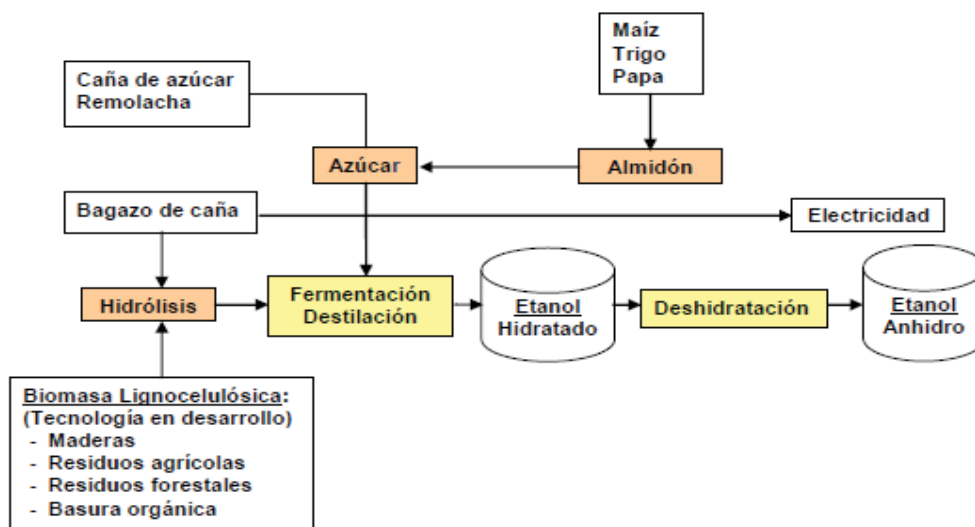 Maíz
Trigo
Papa
Caña de azúcar
Remolacha
Azúcar
Almidón
Bagazo de caña
Electricidad
Hidrólisis
Fermentación
Destilación
Etanol
Hidratado
Deshidratación
Etanol
Anhidro
Biomasa Lignocelulósica:
(Tecnología en desarrollo)
- Maderas
- Residuos agrícolas
- Residuos forestales
- Basura orgánica